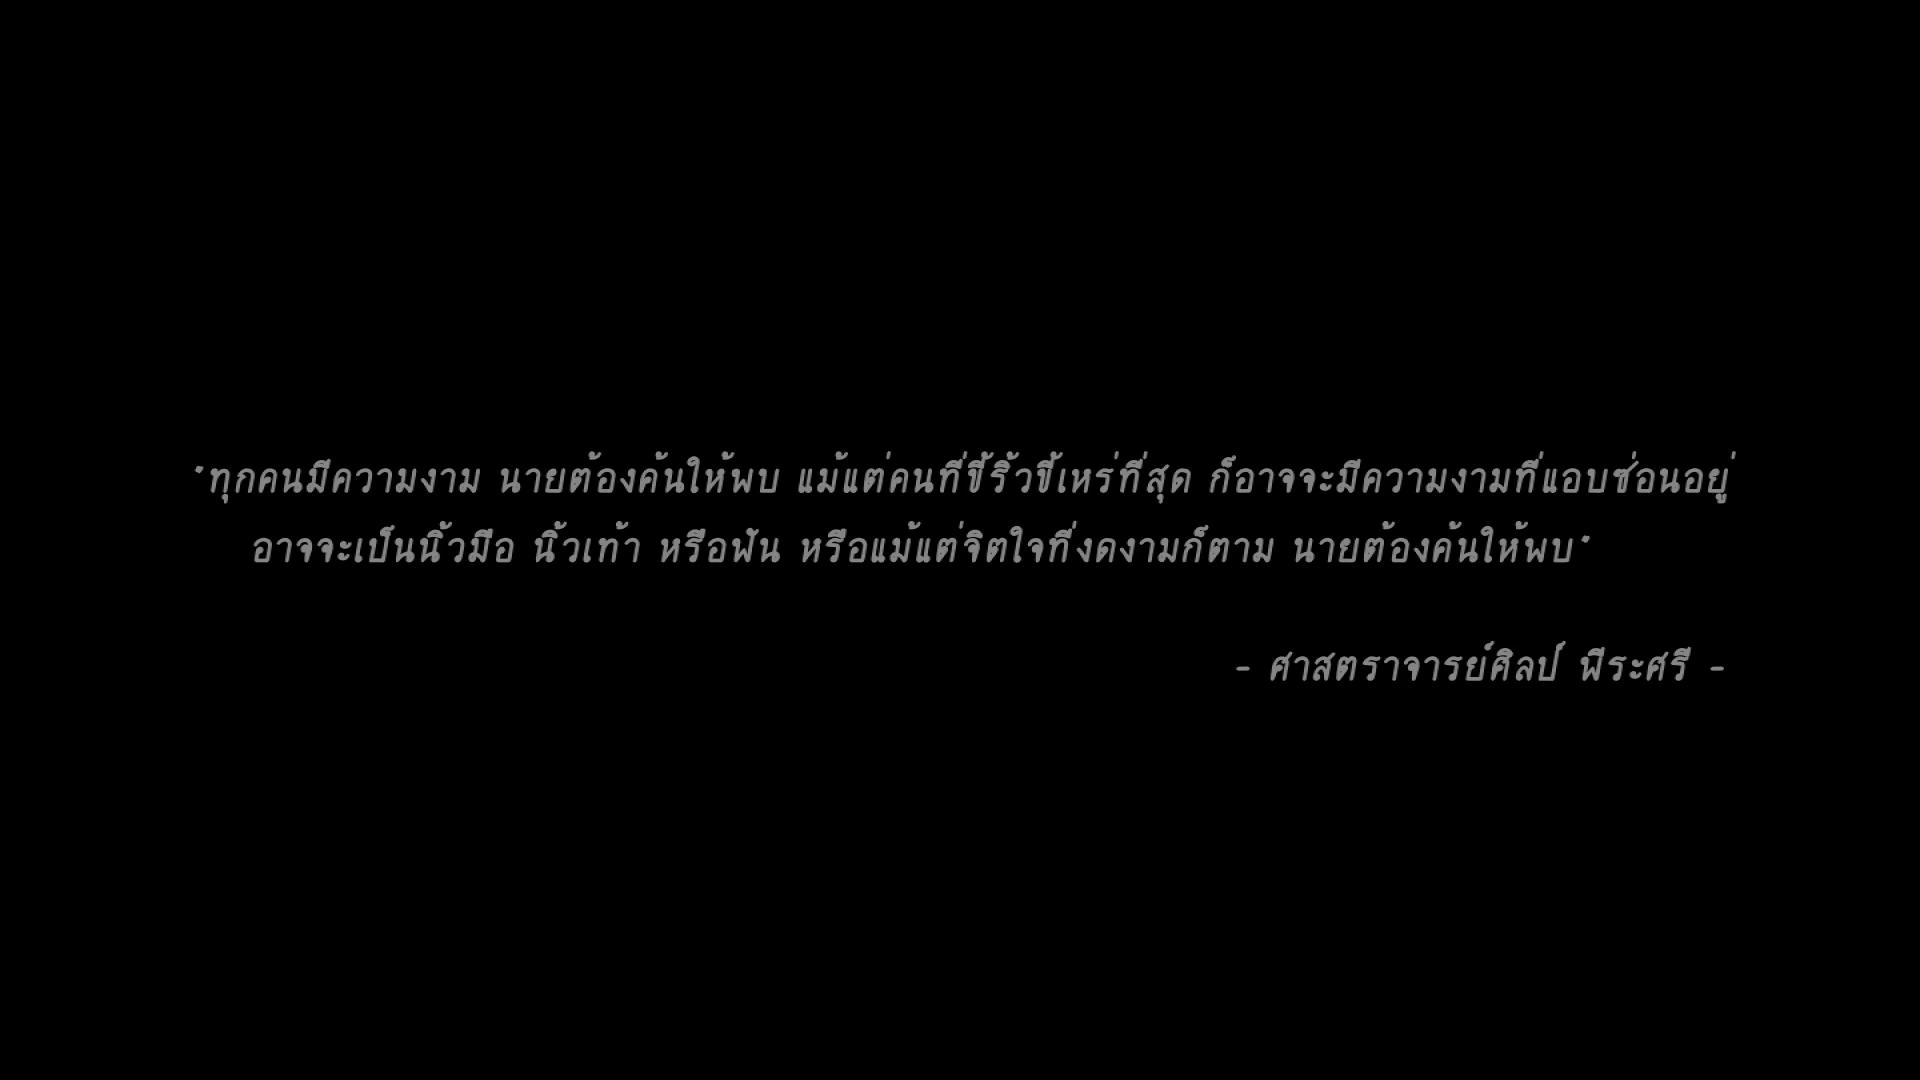 "ทุกคนมีความงาม นายต้องค้นให้พบ แม้แต่คนที่ขี้ริ้วขี้เหร่ที่สุด ก็อาจจะมีความงามที่แอบซ่อนอยู่
อาจจะเป็นนิ้วมือ นิ้วเท้า หรือฟัน หรือแม้แต่จิตใจที่งดงามก็ตาม นายต้องค้นให้พบ"
- ศาสตราจารย์ศิลป์ พีระศรี -